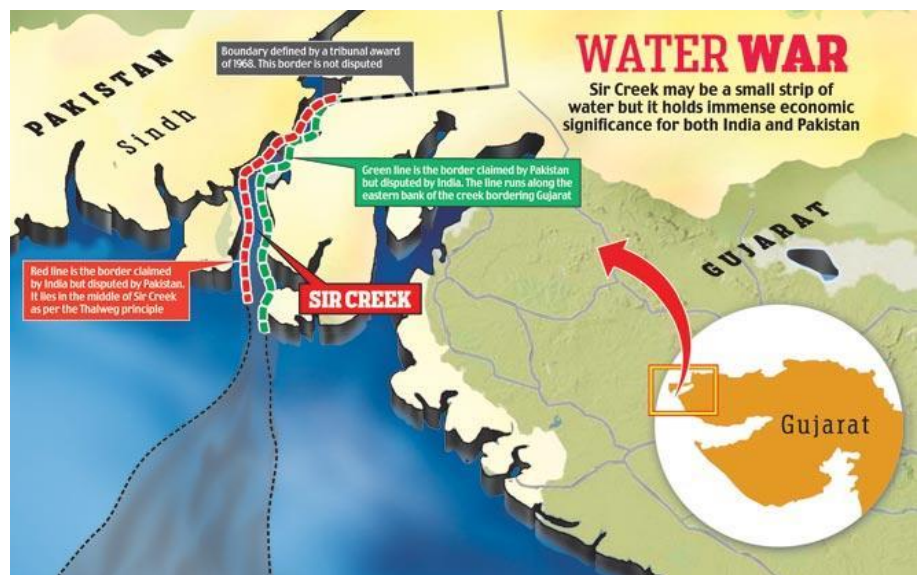 WATER WAR
Sir Creek may be a small strip of
water but it holds immense economic
significance for both India and Pakistan
Boundary defined by a tribunal award
of 1968. This border is not disputed
PAKISTAN
Sindh
Green line is the border claimed by Pakistan
but disputed by India. The line runs along the
eastern bank of the creek bordering Gujarat
GUJARAT
Red line is the border claimed
by India but disputed by Pakistan.
It lies in the middle of Sir Creek
as per the Thalweg principle
SIR CREEK
Gujarat